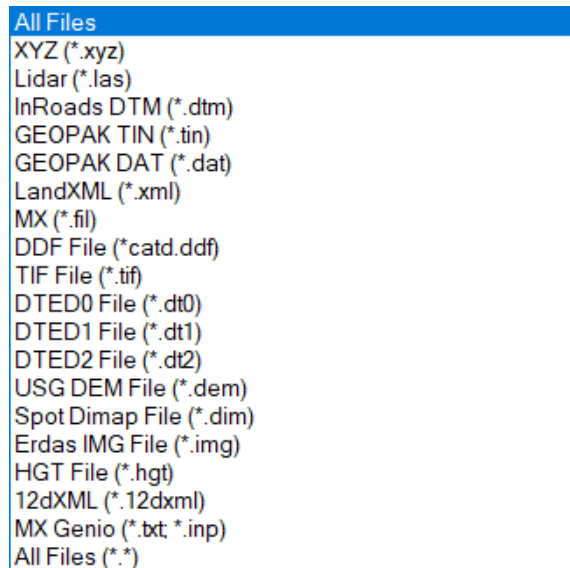 All Files
XYZ (*.xyz)
Lidar (*.las)
InRoads DTM (*.dtm)
GEOPAK TIN (*.tin)
GEOPAK DAT (*.dat)
LandXML (*.xml)
MX (*.fil)
DDF File (*catd.ddf)
TIF File (*.tif)
DTED0 File (*.dt0)
DTED1 File (*.dt1)
DTED2 File (*.dt2)
USG DEM File (*.dem)
Spot Dimap File (*.dim)
Erdas IMG File (*.img)
HGT File (*.hgt)
12dXML (*.12dxml)
MX Genio (*.txt; *.inp)
All Files (*.*)